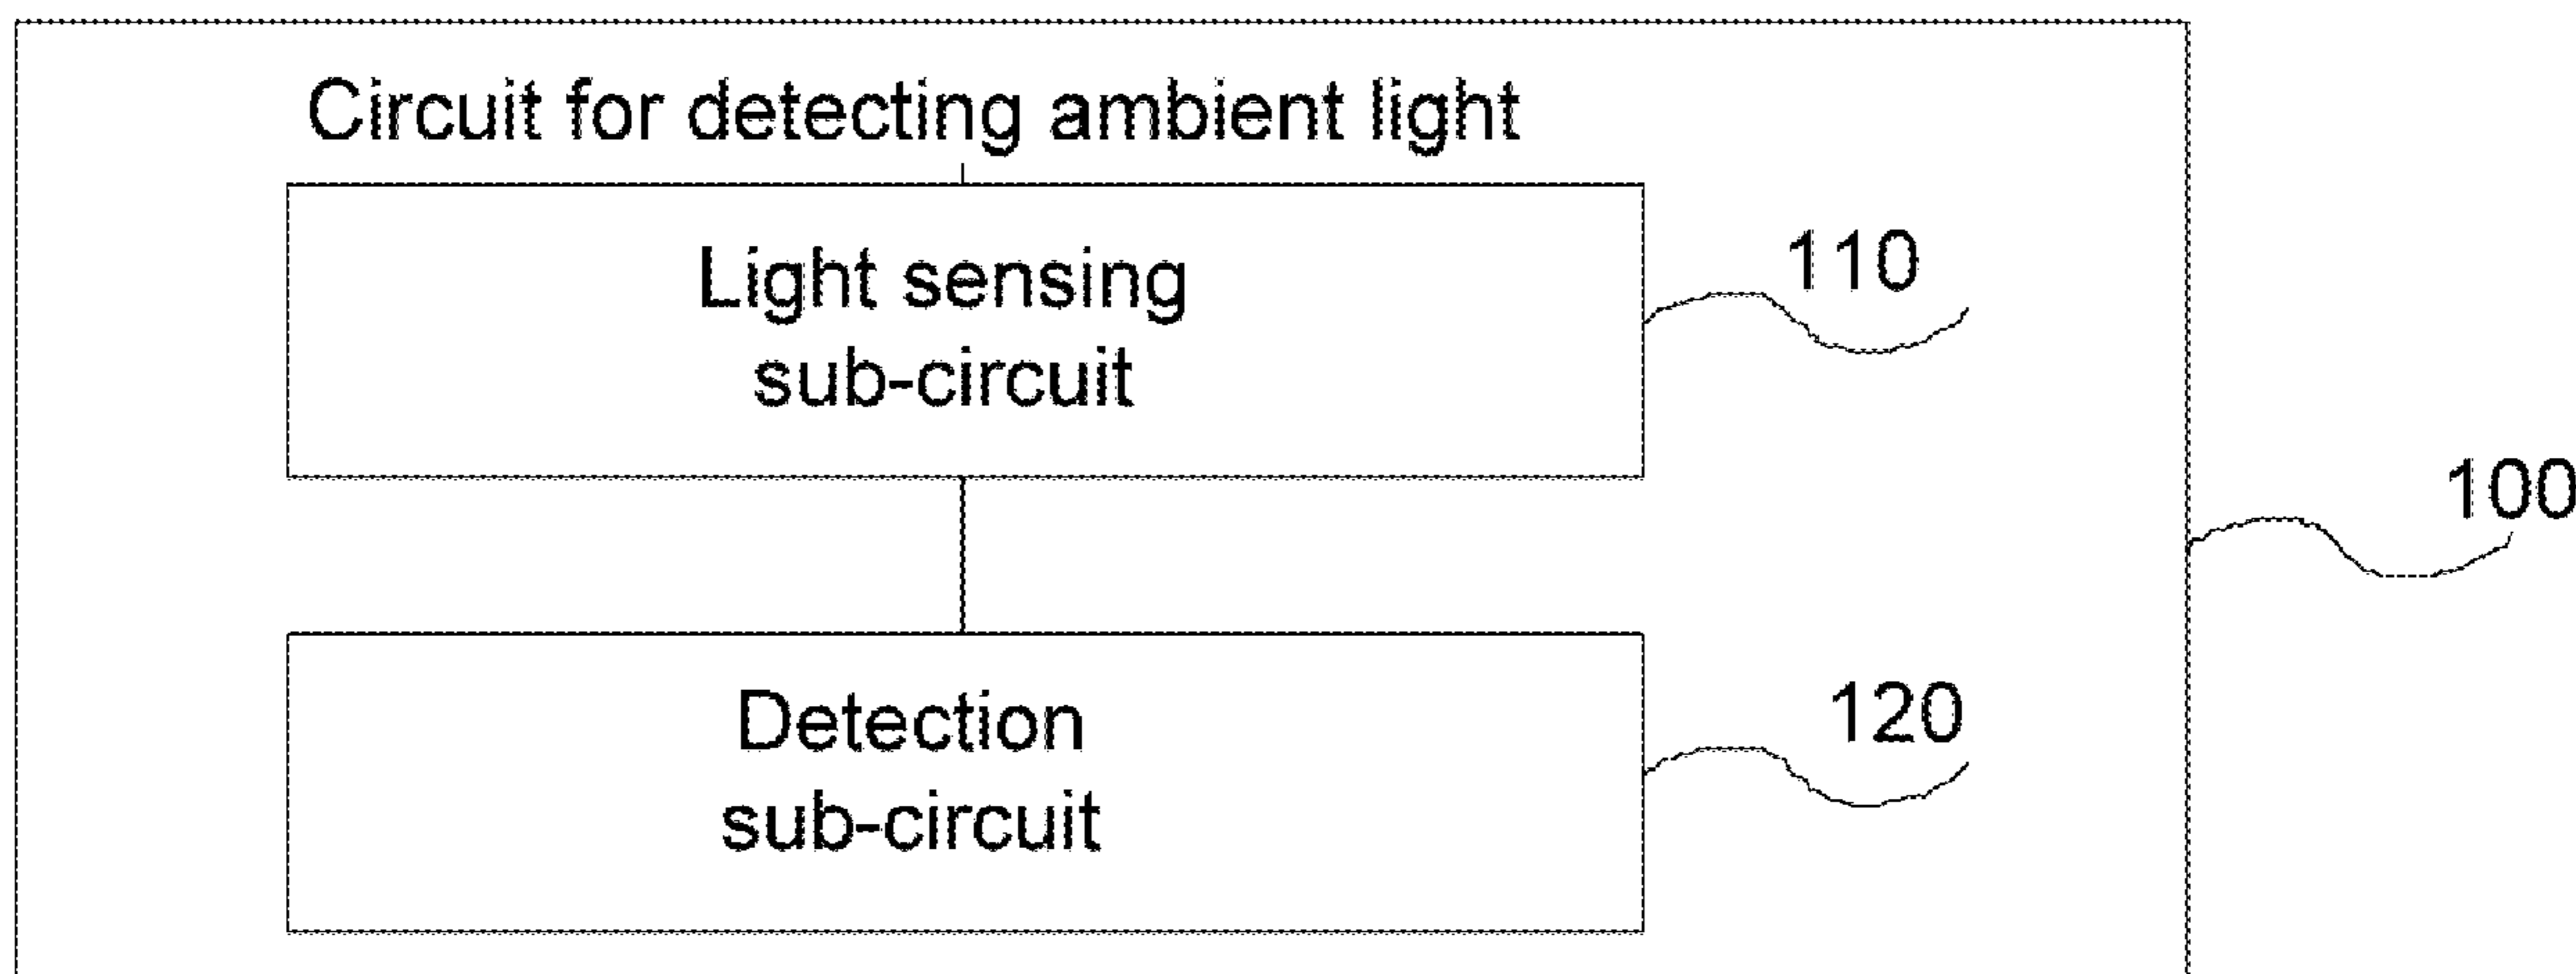 Circuit for detecting ambient light
Light sensing
sub-circuit
110
100
Detection
sub-circuit
120